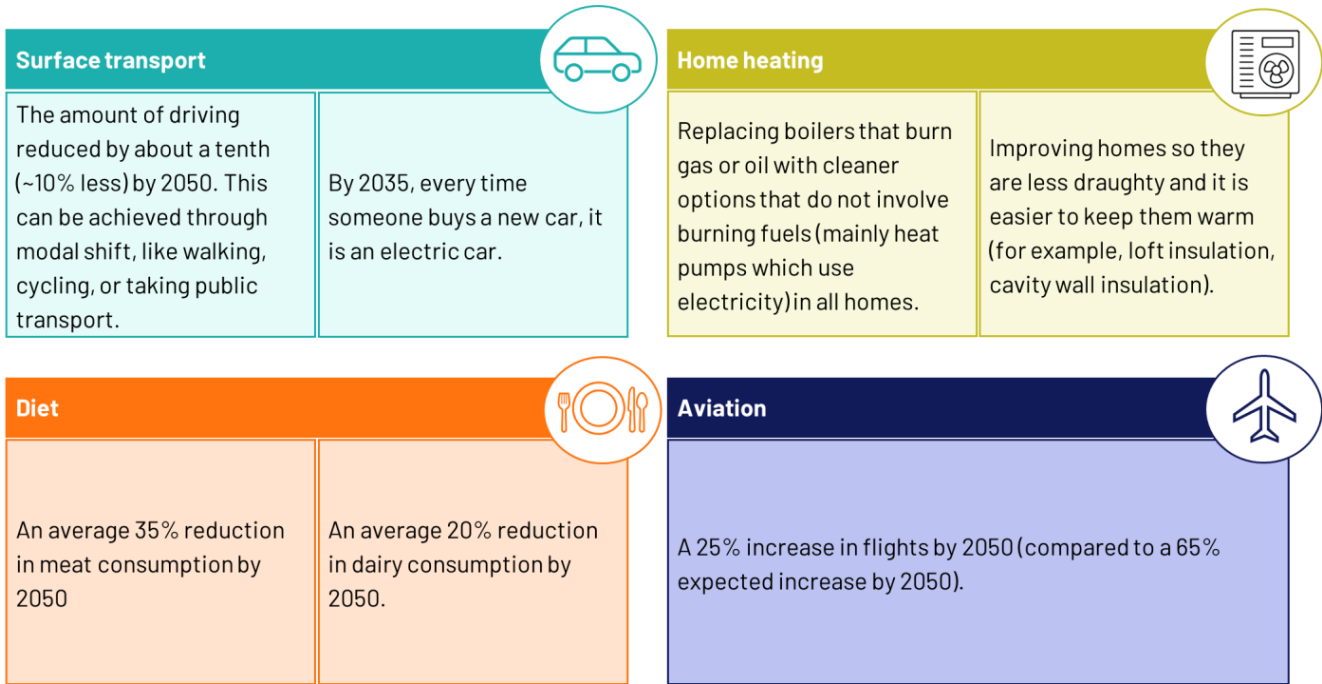 Surface transport
The amount of driving
reduced by about a tenth
(~10% less) by 2050. This
can be achieved through
modal shift, like walking,
cycling, or taking public
transport.
By 2035, every time
someone buys a new car, it
is an electric car.
Home heating
Replacing boilers that burn
gas or oil with cleaner
options that do not involve
burning fuels (mainly heat
pumps which use
electricity) in all homes.
Improving homes so they
are less draughty and it is
easier to keep them warm
(for example, loft insulation,
cavity wall insulation).
Diet
An average 35% reduction
in meat consumption by
2050
An average 20% reduction
in dairy consumption by
2050.
Aviation
A 25% increase in flights by 2050 (compared to a 65%
expected increase by 2050).